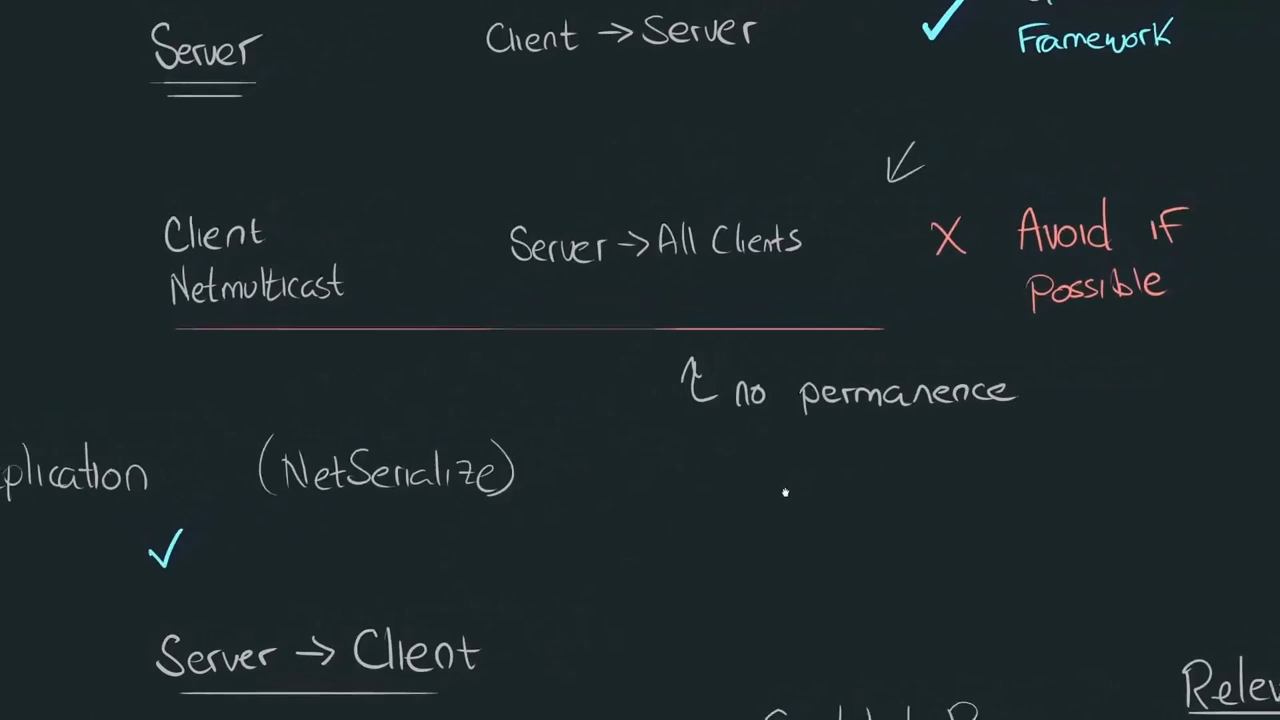 Server
Client → Server
✓
Framework
Client
Netmulticast
Server → All Clients
X Avoid if
possible
no permanence
plication (NetSerialize)
✓
Server → Client
Relev